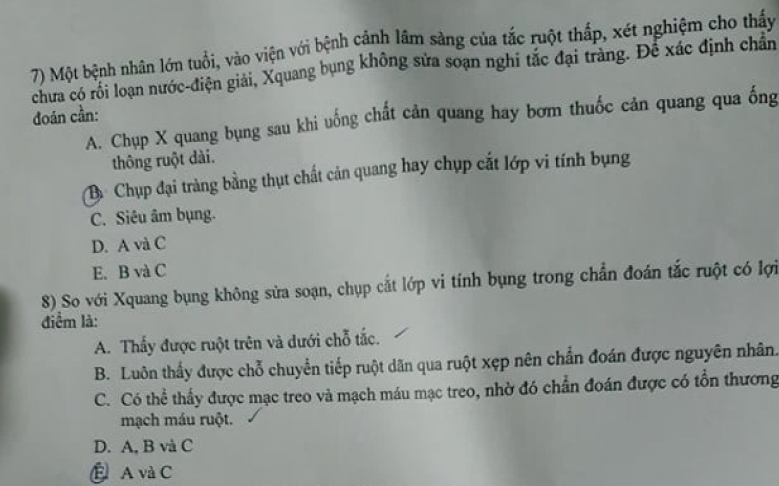 7) Một bệnh nhân lớn tuổi, vào viện với bệnh cảnh lâm sàng của tắc ruột thấp, xét nghiệm cho thấy
chưa có rối loạn nước-điện giải, Xquang bụng không sửa soạn nghi tắc đại tràng. Để xác định chẩn
đoán cần:
A. Chụp X quang bụng sau khi uống chất cản quang hay bơm thuốc cản quang qua ống
thông ruột dài.
B. Chụp đại tràng bằng thụt chất cản quang hay chụp cắt lớp vi tính bụng
C. Siêu âm bụng.
D. A và C
E. B và C
8) So với Xquang bụng không sửa soạn, chụp cắt lớp vi tính bụng trong chẩn đoán tắc ruột có lợi
điểm là:
A. Thấy được ruột trên và dưới chỗ tắc.
B. Luôn thấy được chỗ chuyển tiếp ruột dãn qua ruột xẹp nên chẩn đoán được nguyên nhân.
C. Có thể thấy được mạc treo và mạch máu mạc treo, nhờ đó chẩn đoán được có tổn thương
mạch máu ruột.
D. A, B và C
E. A và C